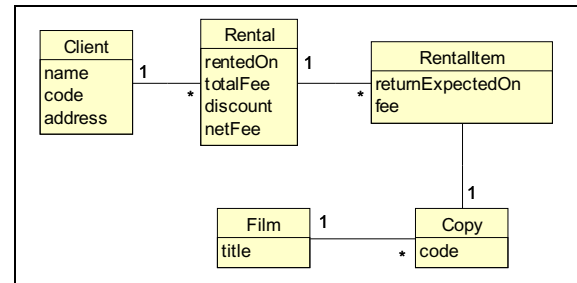 Client
name
code
address
1
*
Rental
rentedOn
totalFee
discount
netFee
1
*
RentalItem
returnExpectedOn
fee
1
Film
title
1
*
Copy
code